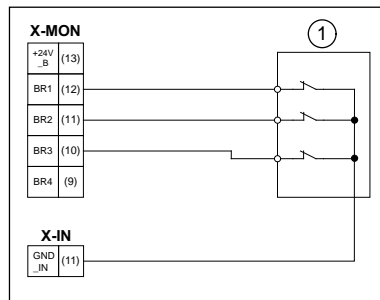 X-MON
1
+24V
_B
(13)
BR1 (12)
BR2 (11)
BR3 (10)
BR4 (9)
X-IN
GND
_IN
(11)